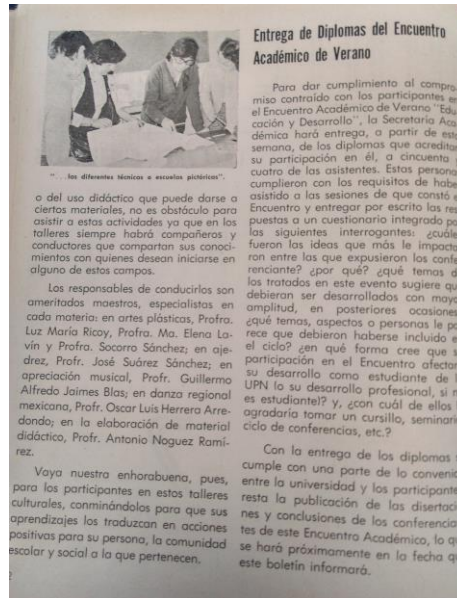 "...las diferentes técnicas o escuelas pictóricas".
o del uso didáctico que puede darse a
ciertos materiales, no es obstáculo para
asistir a estas actividades ya que en los
talleres siempre habrá compañeros y
conductores que compartan sus conoci-
mientos con quienes desean iniciarse en
alguno de estos campos.
Los responsables de conducirlos son
ameritados maestros, especialistas en
cada materia: en artes plásticas, Profra.
Luz María Ricoy, Profra. Ma. Elena La-
vín y Profra. Socorro Sánchez; en aje-
drez, Prof. José Suárez Sánchez; en
apreciación musical, Profr. Guillermo
Alfredo Jaimes Blas; en danza regional
mexicana, Profr. Oscar Luis Herrera Arre-
dondo; en la elaboración de material
didáctico, Profr. Antonio Noguez Ramí-
rez.
Vaya nuestra enhorabuena, pues,
para los participantes en estos talleres
culturales, conminándolos para que sus
aprendizajes los traduzcan en acciones
positivas para su persona, la comunidad
escolar y social a la que pertenecen.
Entrega de Diplomas del Encuentro
Académico de Verano
Para dar cumplimiento al compro-
miso contraído con los participantes en
el Encuentro Académico de Verano "Edu-
cación y Desarrollo", la Secretaría Aca-
démica hará entrega, a partir de esta
semana, de los diplomas que acreditan
su participación en él, a cincuenta y
cuatro de las asistentes. Estas personas
cumplieron con los requisitos de haber
asistido a las sesiones de que constó el
Encuentro y entregar por escrito las res-
puestas a un cuestionario integrado por
las siguientes interrogantes: ¿cuáles
fueron las ideas que más le impacta-
ron entre las que expusieron los confe-
renciante? ¿por qué? ¿qué temas de
los tratados en este evento sugiere que
debieran ser desarrollados con mayor
amplitud, en posteriores ocasiones?
¿qué temas, aspectos o personas le pa-
rece que debieron haberse incluido en
el ciclo? ¿en qué forma cree que su
participación en el Encuentro afectará
su desarrollo como estudiante de la
UPN (o su desarrollo profesional, si no
es estudiante)? y, ¿con cuál de ellos le
agradaría tomar un cursillo, seminario,
ciclo de conferencias, etc.?
Con la entrega de los diplomas se
cumple con una parte de lo convenido
entre la universidad y los participantes;
resta la publicación de las disertacio-
nes y conclusiones de los conferencian-
tes de este Encuentro Académico, lo que
se hará próximamente en la fecha que
este boletín informará.